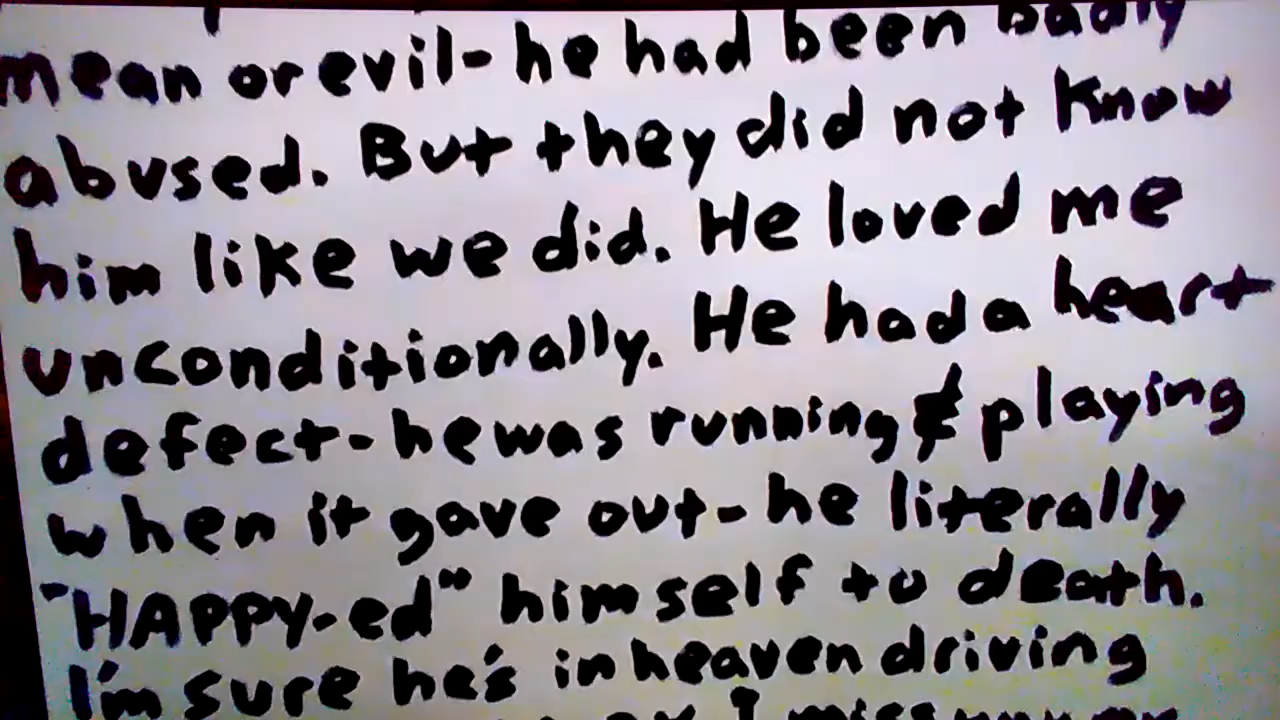 mean or evil- he had been badly
abused. But they did not know
him like we did. He loved me
unconditionally. He had a heart
defect- he was running & playing
when it gave out- he literally
"HAPPY-ed" himself to death.
I'm sure he's in heaven driving
I miss you